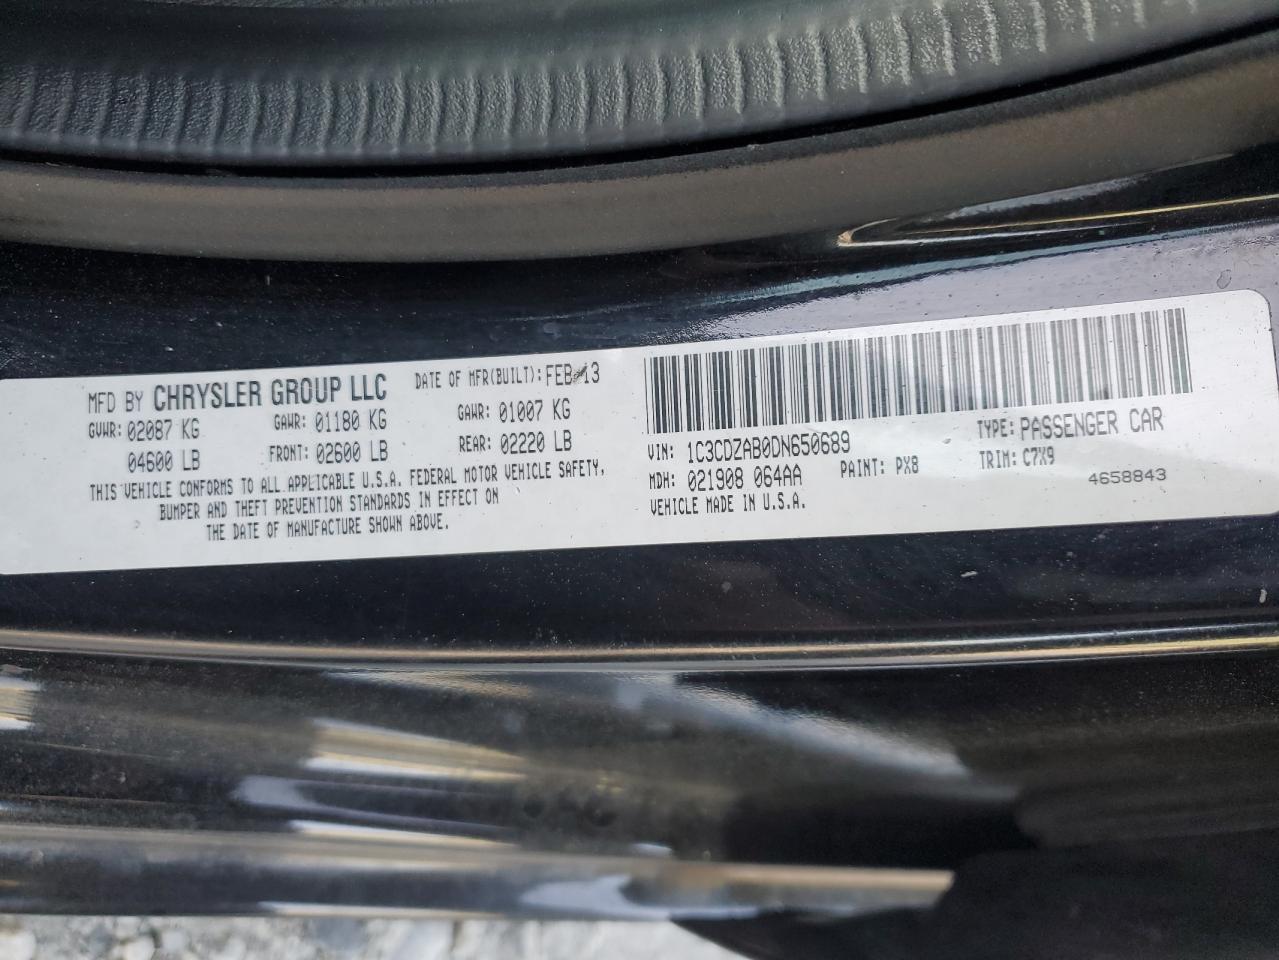 MFD BY CHRYSLER GROUP LLC DATE OF MFR(BUILT): FEB 13
GVWR: 02087 KG GAWR: 01180 KG GAWR: 01007 KG
04600 LB FRONT: 02600 LB REAR: 02220 LB
THIS VEHICLE CONFORMS TO ALL APPLICABLE U.S.A. FEDERAL MOTOR VEHICLE SAFETY,
BUMPER AND THEFT PREVENTION STANDARDS IN EFFECT ON
THE DATE OF MANUFACTURE SHOWN ABOVE.
VIN: 1C3CDZAB0DN650689 TYPE: PASSENGER CAR
MDH: 021908 064AA PAINT: PX8 TRIM: C7X9
VEHICLE MADE IN U.S.A. 4658843